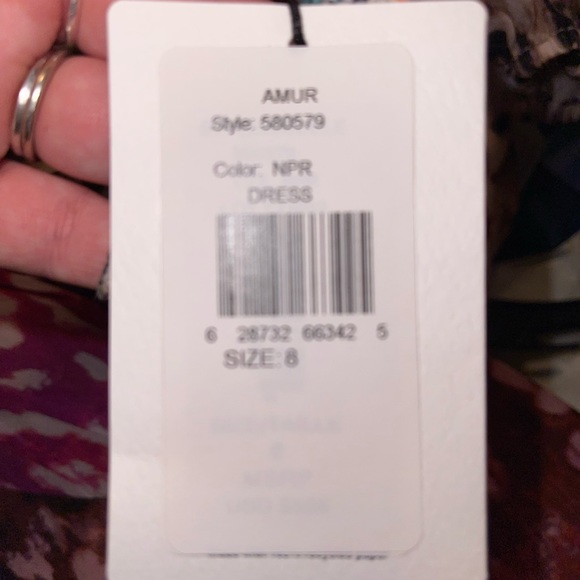 AMUR
Style: 580579
Color: NPR
DRESS
6 28732 66342 5
SIZE: 8